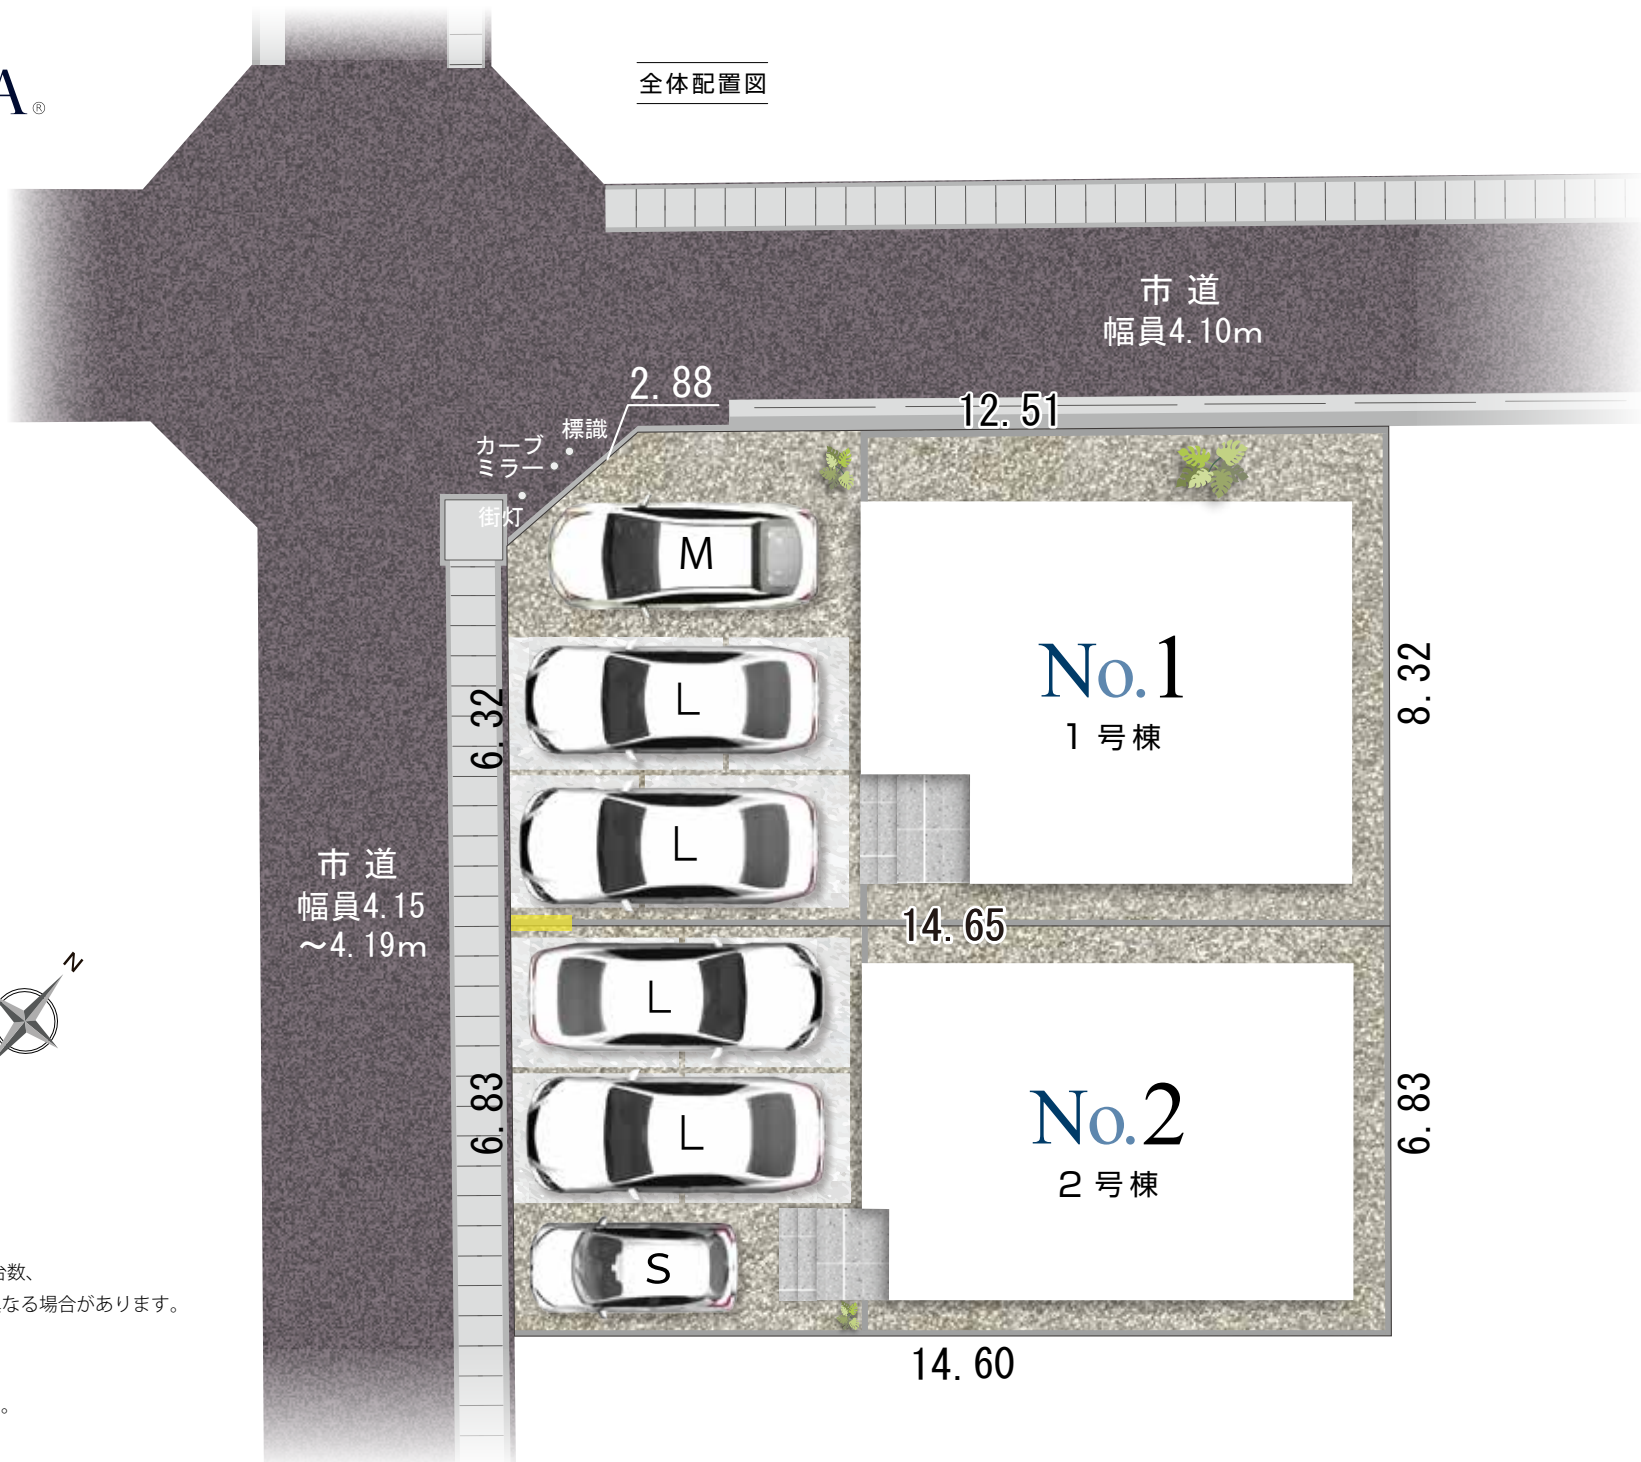 A®
全体配置図
市 道
幅員4.10m
2.88
12.51
標識
カーブ
ミラー
街灯
M
L
6.32
No.1
1 号棟
8.32
L
市 道
幅員4.15
～4.19m
14.65
N
L
6.83
L
No.2
2 号棟
6.83
S
台数、
なる場合があります。
14.60
。